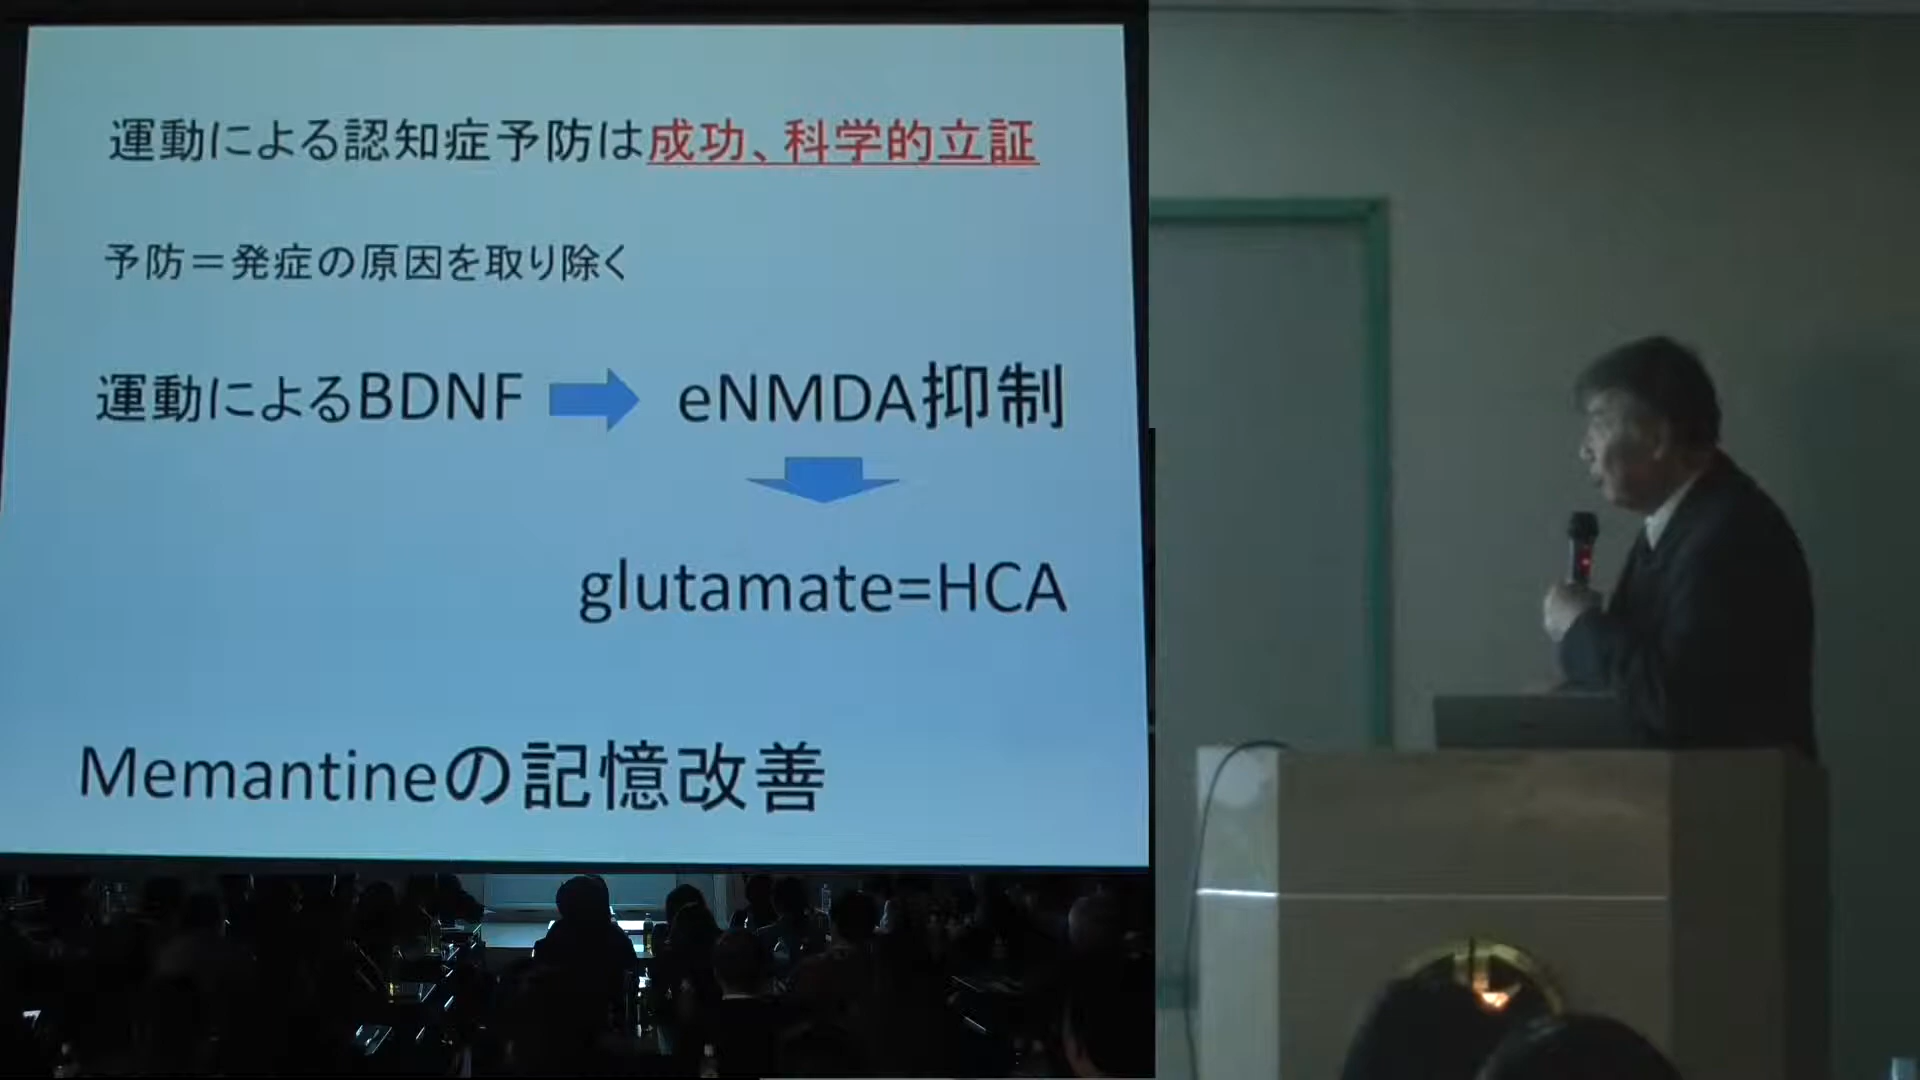 運動による認知症予防は成功、科学的立証
予防＝発症の原因を取り除く
運動によるBDNF
eNMDA抑制
glutamate=HCA
Memantineの記憶改善